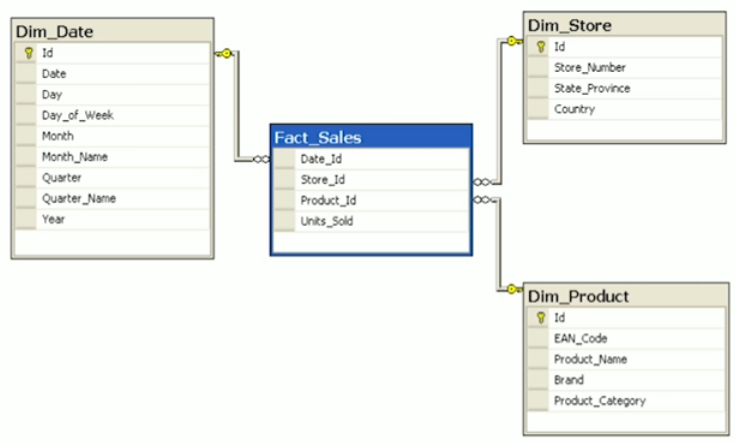 Dim_Date
Id
Date
Day
Day_of_Week
Month
Month_Name
Quarter
Quarter_Name
Year
Fact_Sales
Date_Id
Store_Id
Product_Id
Units_Sold
Dim_Store
Id
Store_Number
State_Province
Country
Dim_Product
Id
EAN_Code
Product_Name
Brand
Product_Category